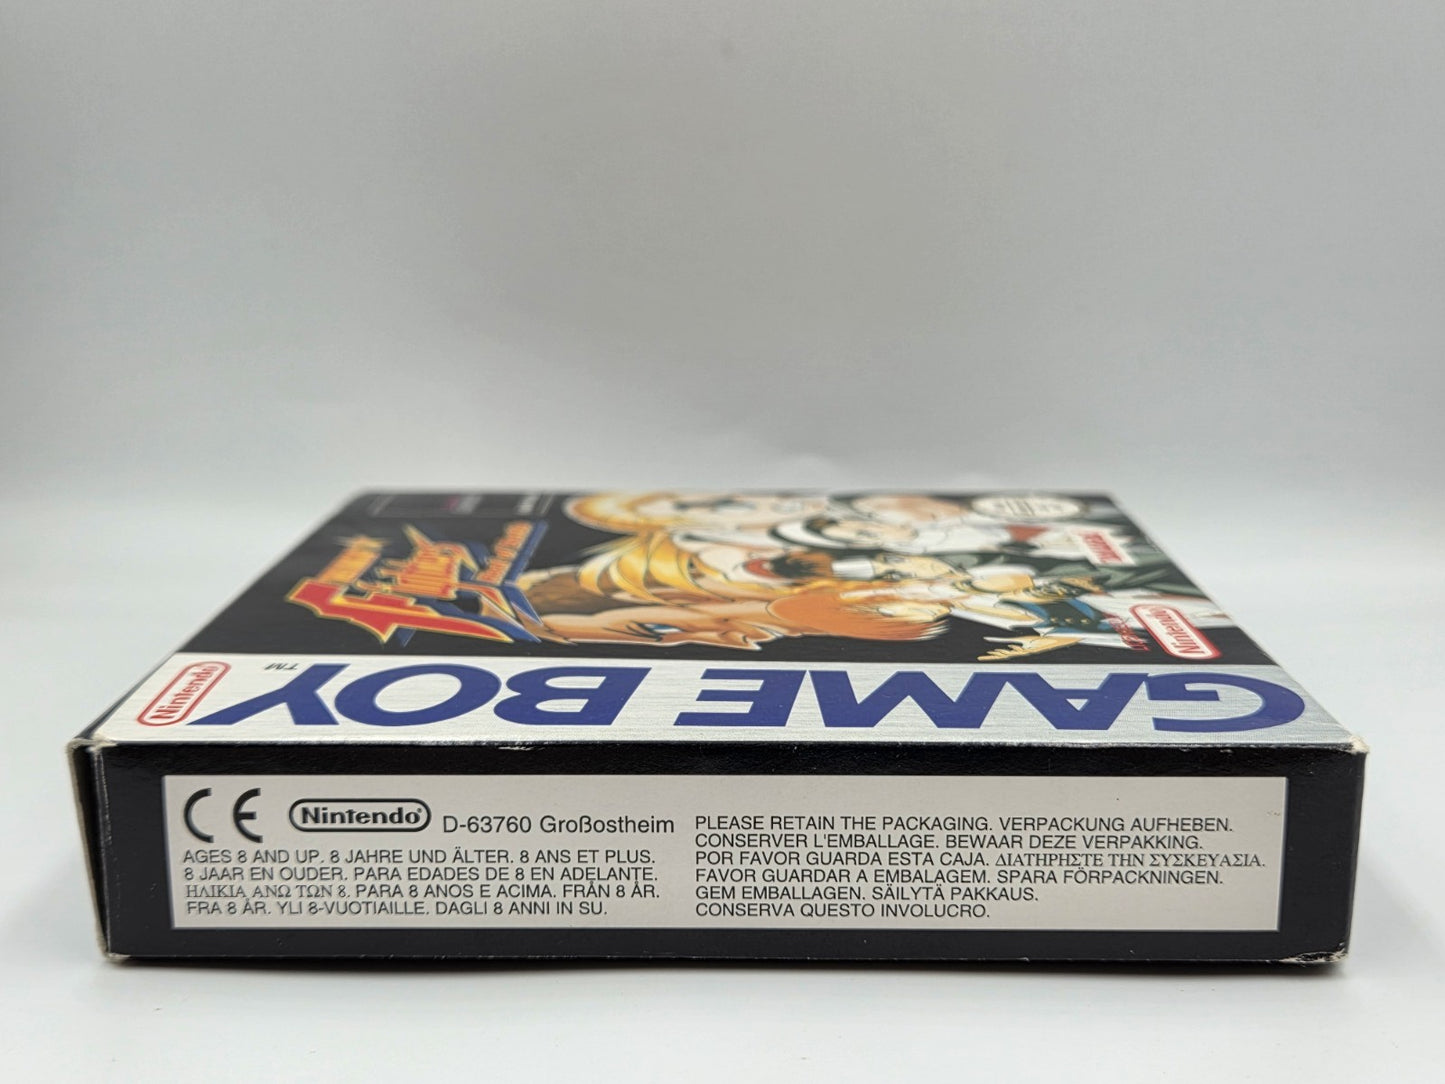 Fighters
Nintendo
Nintendo
GAME BOY
TM
CE
Nintendo®
D-63760 Großostheim
AGES 8 AND UP. 8 JAHRE UND ÄLTER. 8 ANS ET PLUS.
8 JAAR EN OUDER. PARA EDADES DE 8 EN ADELANTE.
ΗΛΙΚΙΑ ΑΝΩ ΤΩΝ 8. PARA 8 ANOS E ACIMA. FRÅN 8 ÅR.
FRA 8 ÅR. YLI 8-VUOTIAILLE. DAGLI 8 ANNI IN SU.
PLEASE RETAIN THE PACKAGING. VERPACKUNG AUFHEBEN.
CONSERVER L'EMBALLAGE. BEWAAR DEZE VERPAKKING.
POR FAVOR GUARDA ESTA CAJA. ΔΙΑΤΗΡΗΣΤΕ ΤΗΝ ΣΥΣΚΕΥΑΣΙΑ.
FAVOR GUARDAR A EMBALAGEM. SPARA FÖRPACKNINGEN.
GEM EMBALLAGEN. SÄILYTÄ PAKKAUS.
CONSERVA QUESTO INVOLUCRO.